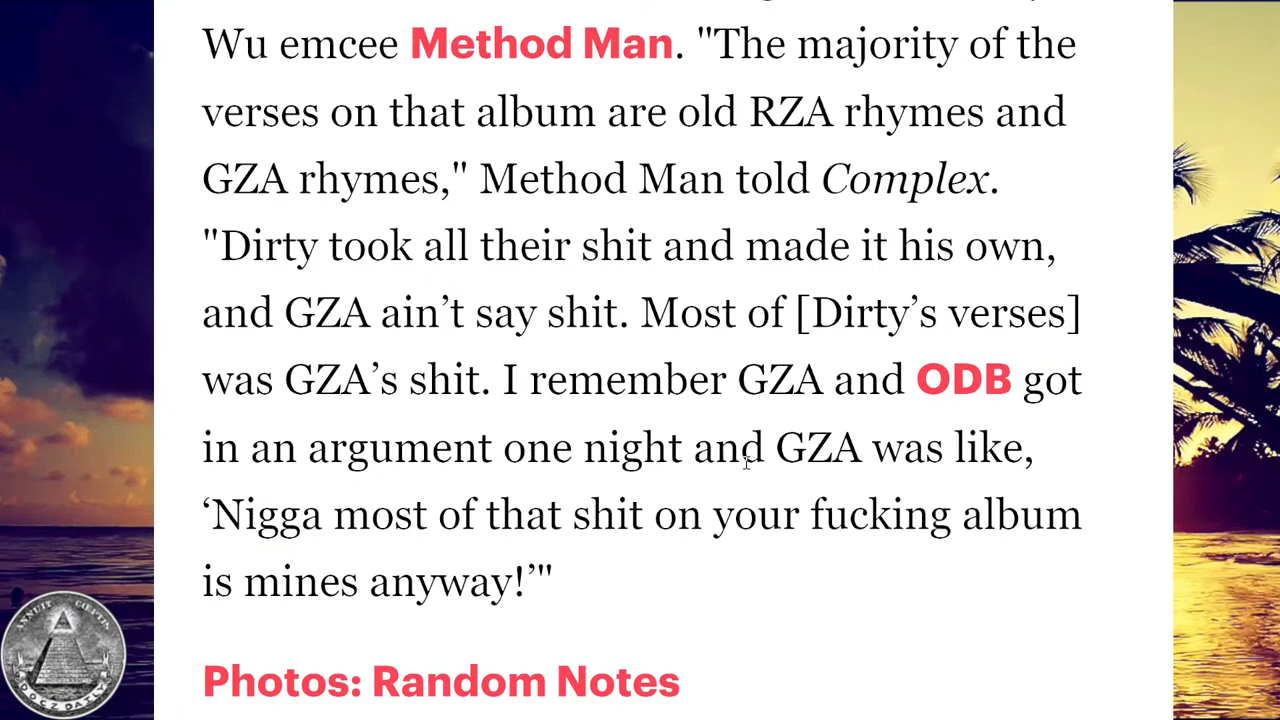 Wu emcee Method Man. "The majority of the
verses on that album are old RZA rhymes and
GZA rhymes," Method Man told Complex.
"Dirty took all their shit and made it his own,
and GZA ain’t say shit. Most of [Dirty’s verses]
was GZA’s shit. I remember GZA and ODB got
in an argument one night and GZA was like,
‘Nigga most of that shit on your fucking album
is mines anyway!’"
Photos: Random Notes
ANNUIT CŒPTIS